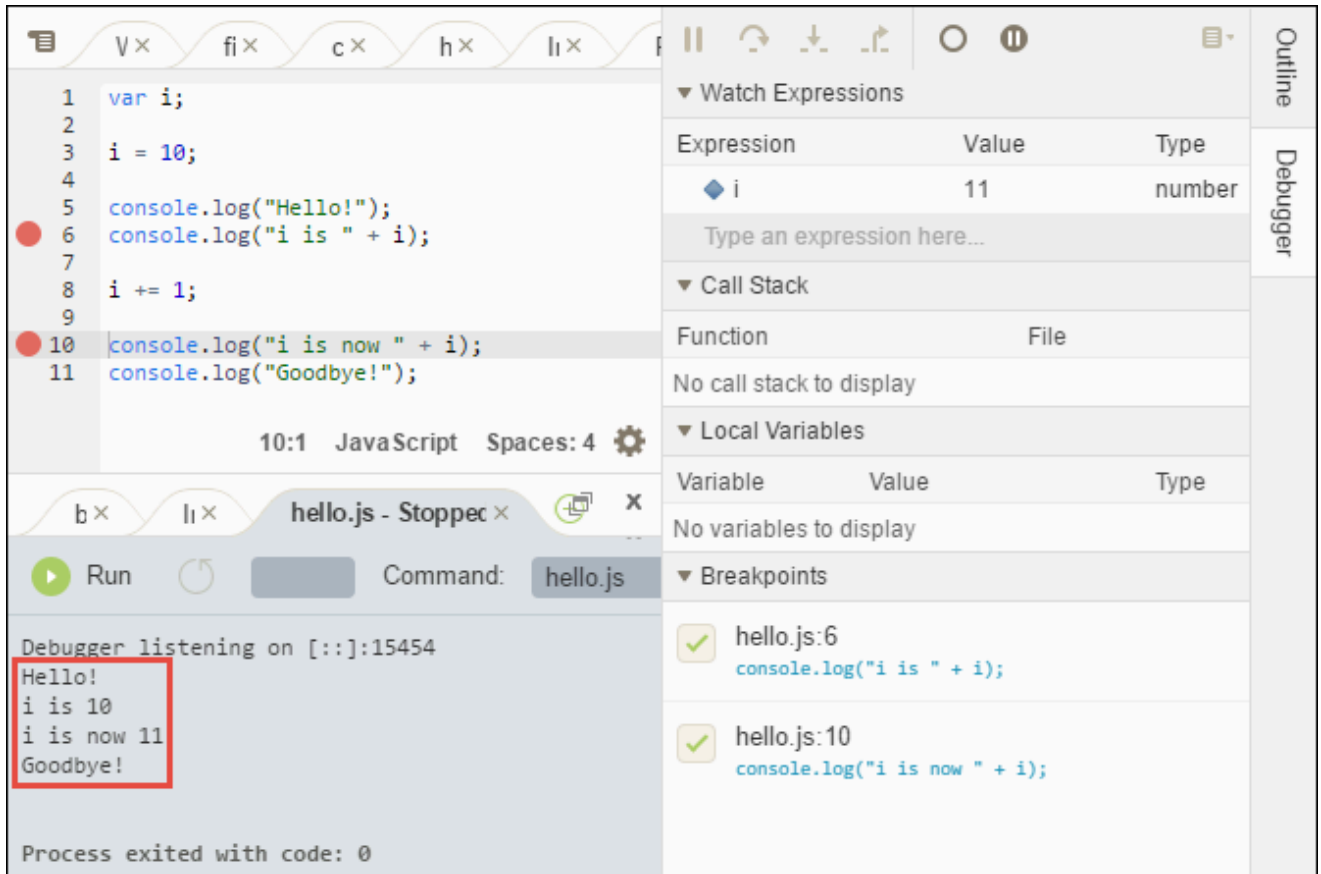 V × fi × c × h × 
1 var i;
2
3 i = 10;
4
5 console.log("Hello!");
6 console.log("i is " + i);
7
8 i += 1;
9
10 console.log("i is now " + i);
11 console.log("Goodbye!");
10:1 JavaScript Spaces: 4
b × hello.js - Stopped ×
Run Command: hello.js
Debugger listening on [::]:15454
Hello!
i is 10
i is now 11
Goodbye!
Process exited with code: 0
Watch Expressions
Expression Value Type
i 11 number
Type an expression here...
Call Stack
Function File
No call stack to display
Local Variables
Variable Value Type
No variables to display
Breakpoints
hello.js:6
console.log("i is " + i);
hello.js:10
console.log("i is now " + i);
Outline
Debugger